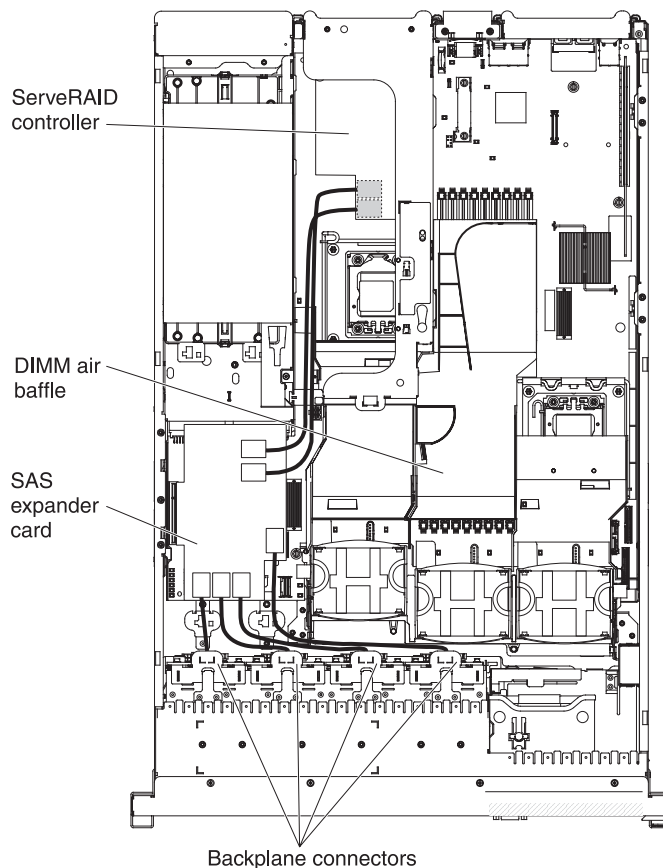 ServeRAID
controller
DIMM air
baffle
SAS
expander
card
Backplane connectors